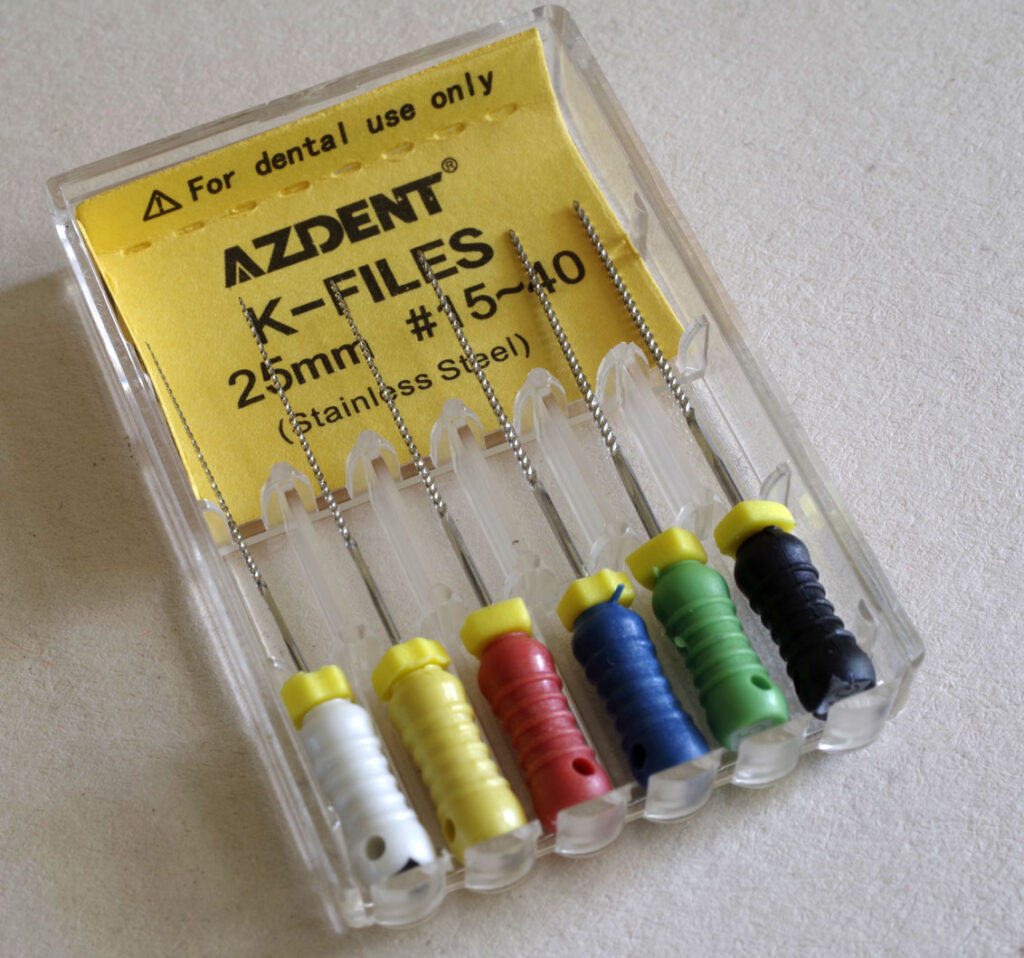 ⚠ For dental use only
AZDENT®
K-FILES
25mm #15~40
(Stainless Steel)